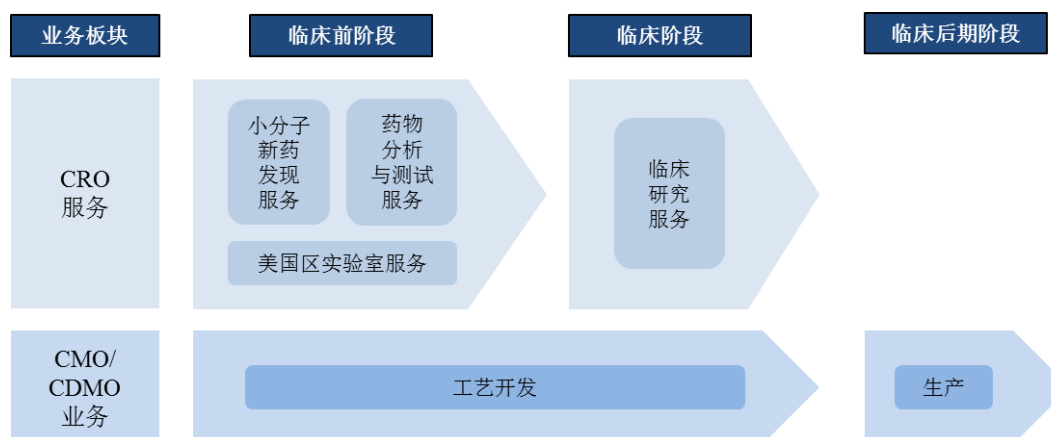 业务板块
临床前阶段
临床阶段
临床后期阶段
CRO
服务
小分子
新药
发现
服务
药物
分析
与测试
服务
美国区实验室服务
临床
研究
服务
CMO/
CDMO
业务
工艺开发
生产